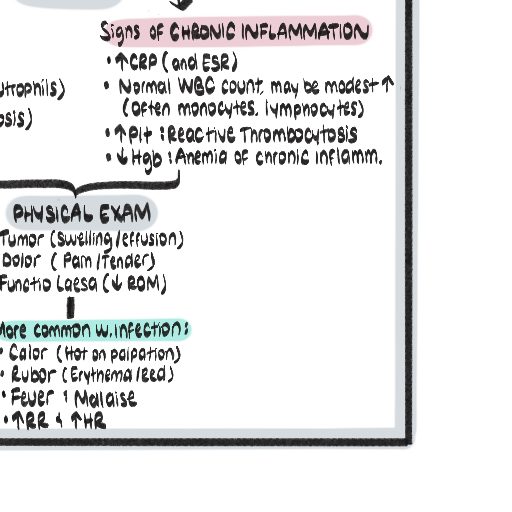 Signs of CHRONIC INFLAMMATION
• ↑CRP (and ESR)
utrophils)
• Normal WBC count, may be modest ↑
(Often monocytes, lymphocytes)
osis)
• ↑Plt : Reactive Thrombocytosis
• ↓ Hgb : Anemia of chronic inflamm.
PHYSICAL EXAM
Tumor (Swelling/effusion)
Dolor (Pain/Tender)
Functio Laesa (↓ ROM)
More common w. infection:
• Calor (Hot on palpation)
• Rubor (Erythema/Red)
• Fever & Malaise
• ↑RR & ↑HR